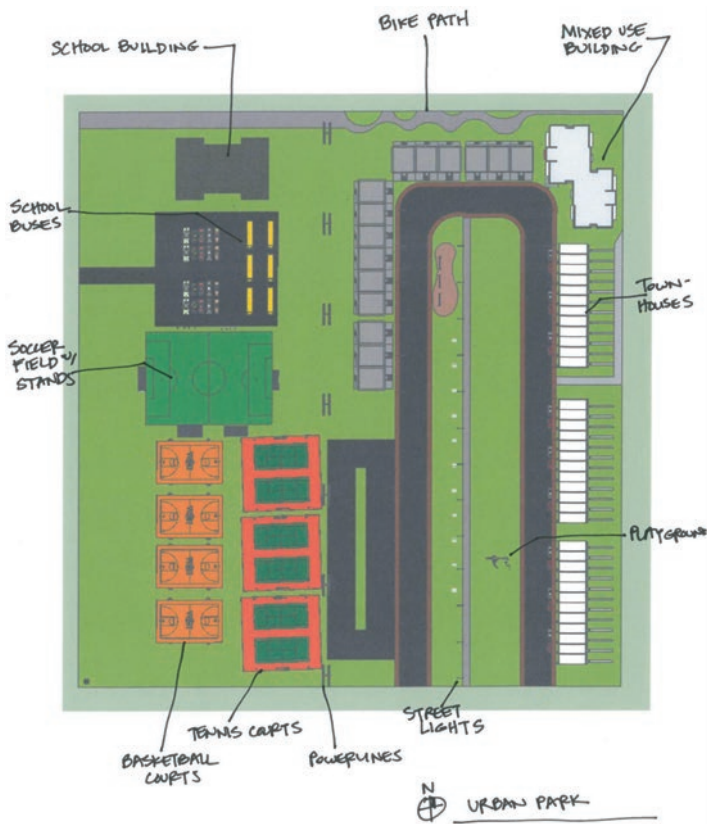 BIKE PATH
MIXED USE
BUILDING
SCHOOL BUILDING
SCHOOL
BUSES
TOWN-
HOUSES
SOCCER
FIELD W/
STANDS
PLAYGROUND
TENNIS COURTS
STREET
LIGHTS
BASKETBALL
COURTS
POWERLINES
N
URBAN PARK